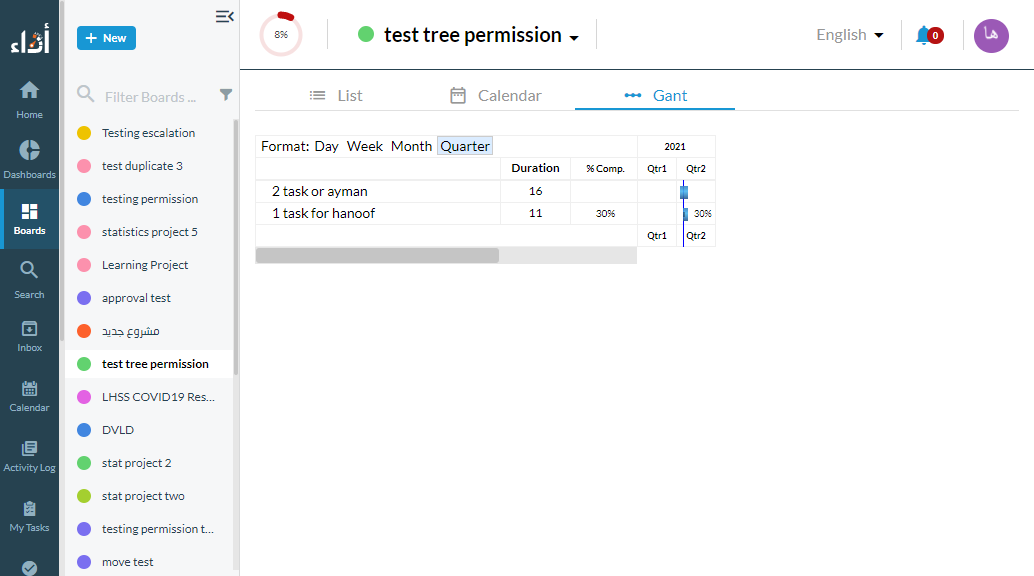 أداء
Home
Dashboards
Boards
Search
Inbox
Calendar
Activity Log
My Tasks
+ New
Filter Boards ...
Testing escalation
test duplicate 3
testing permission
statistics project 5
Learning Project
approval test
مشروع جديد
test tree permission
LHSS COVID19 Res...
DVLD
stat project 2
stat project two
testing permission t...
move test
8%
test tree permission
English
0
ها
List
Calendar
Gant
Format: Day Week Month Quarter
2021
Duration % Comp. Qtr1 Qtr2
2 task or ayman 16
1 task for hanoof 11 30% 30%
Qtr1 Qtr2